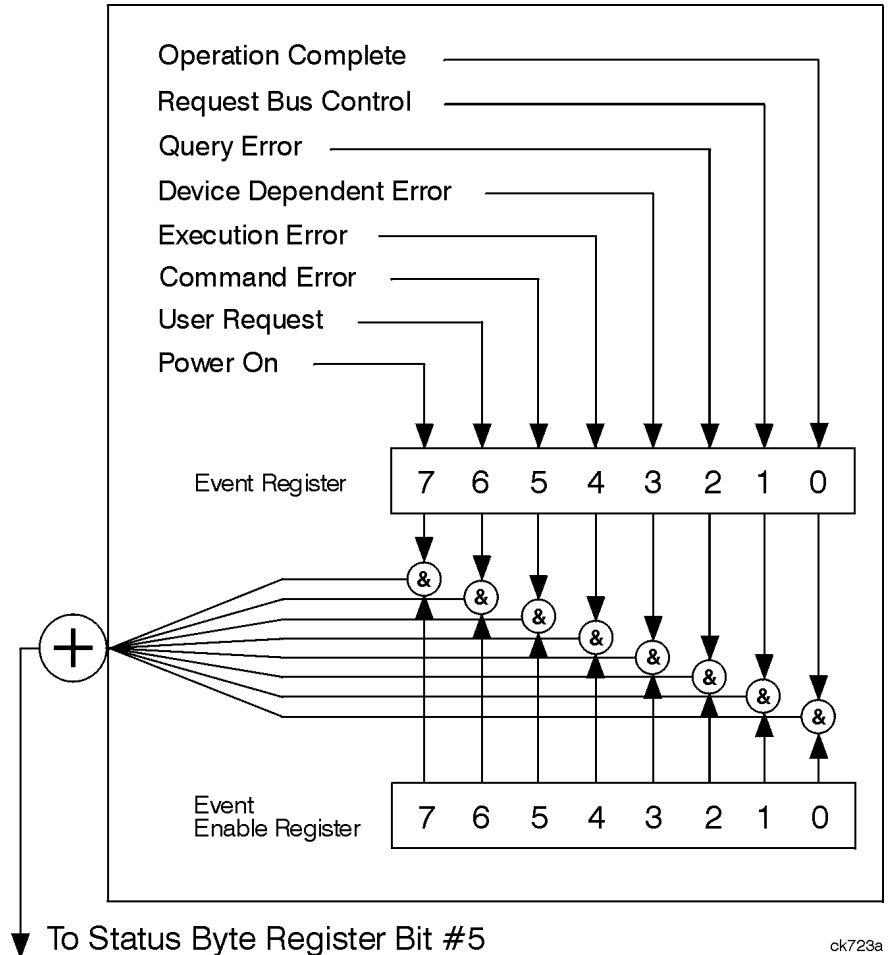 Operation Complete
Request Bus Control
Query Error
Device Dependent Error
Execution Error
Command Error
User Request
Power On
Event Register 7 6 5 4 3 2 1 0
&
&
&
&
&
&
&
&
+
Event
Enable Register 7 6 5 4 3 2 1 0
To Status Byte Register Bit #5
ck723a